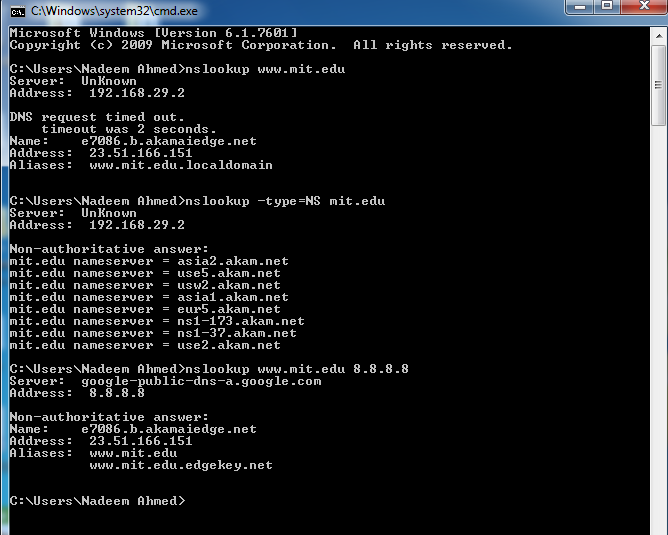 C:\Windows\system32\cmd.exe
Microsoft Windows [Version 6.1.7601]
Copyright (c) 2009 Microsoft Corporation.  All rights reserved.
C:\Users\Nadeem Ahmed>nslookup www.mit.edu
Server:  UnKnown
Address:  192.168.29.2
DNS request timed out.
    timeout was 2 seconds.
Name:    e7086.b.akamaiedge.net
Address:  23.51.166.151
Aliases:  www.mit.edu.localdomain
C:\Users\Nadeem Ahmed>nslookup -type=NS mit.edu
Server:  UnKnown
Address:  192.168.29.2
Non-authoritative answer:
mit.edu nameserver = asia2.akam.net
mit.edu nameserver = use5.akam.net
mit.edu nameserver = usw2.akam.net
mit.edu nameserver = asia1.akam.net
mit.edu nameserver = eur5.akam.net
mit.edu nameserver = ns1-173.akam.net
mit.edu nameserver = ns1-37.akam.net
mit.edu nameserver = use2.akam.net
C:\Users\Nadeem Ahmed>nslookup www.mit.edu 8.8.8.8
Server:  google-public-dns-a.google.com
Address:  8.8.8.8
Non-authoritative answer:
Name:    e7086.b.akamaiedge.net
Address:  23.51.166.151
Aliases:  www.mit.edu
          www.mit.edu.edgekey.net
C:\Users\Nadeem Ahmed>